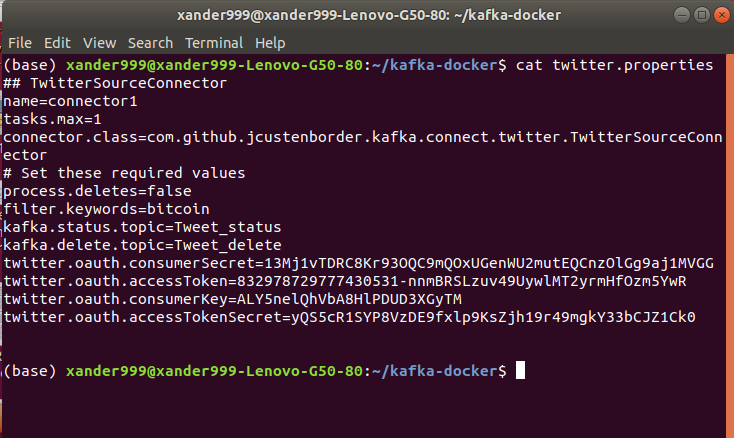 xander999@xander999-Lenovo-G50-80: ~/kafka-docker
File Edit View Search Terminal Help
(base) xander999@xander999-Lenovo-G50-80:~/kafka-docker$ cat twitter.properties
## TwitterSourceConnector
name=connector1
tasks.max=1
connector.class=com.github.jcustenborder.kafka.connect.twitter.TwitterSourceConn
ector
# Set these required values
process.deletes=false
filter.keywords=bitcoin
kafka.status.topic=Tweet_status
kafka.delete.topic=Tweet_delete
twitter.oauth.consumerSecret=13Mj1vTDRC8Kr93OQC9mQOxUGenWU2mutEQCnzOlGg9aj1MVGG
twitter.oauth.accessToken=832978729777430531-nnmBRSLzuv49UywlMT2yrmHfOzm5YwR
twitter.oauth.consumerKey=ALY5nelQhVbA8HlPDUD3XGyTM
twitter.oauth.accessTokenSecret=yQS5cR1SYP8VzDE9fxlp9KsZjh19r49mgkY33bCJZ1Ck0
(base) xander999@xander999-Lenovo-G50-80:~/kafka-docker$